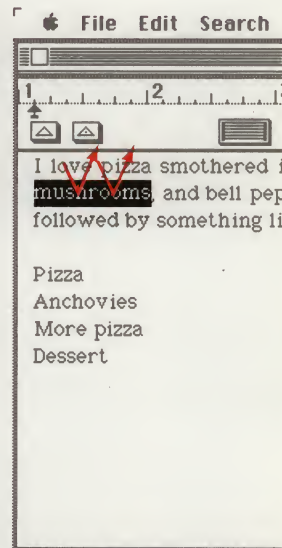 File Edit Search
1 2
I love pizza smothered
mushrooms, and bell pep
followed by something li
Pizza
Anchovies
More pizza
Dessert